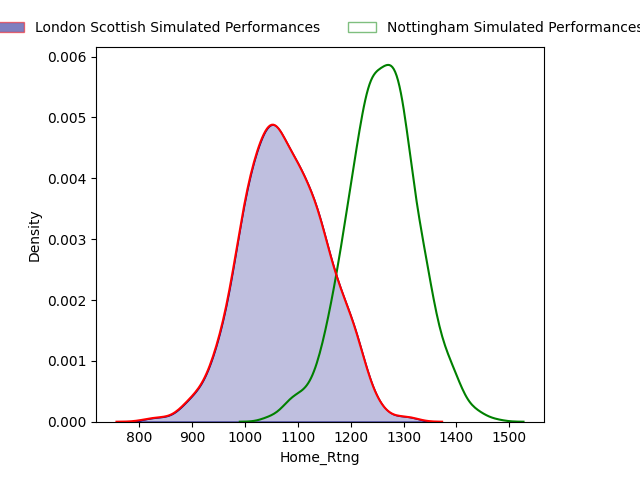 London Scottish Simulated Performances
Nottingham Simulated Performances
0.006
0.005
0.004
0.003
0.002
0.001
0.000
Density
800 900 1000 1100 1200 1300 1400 1500
Home_Rtng